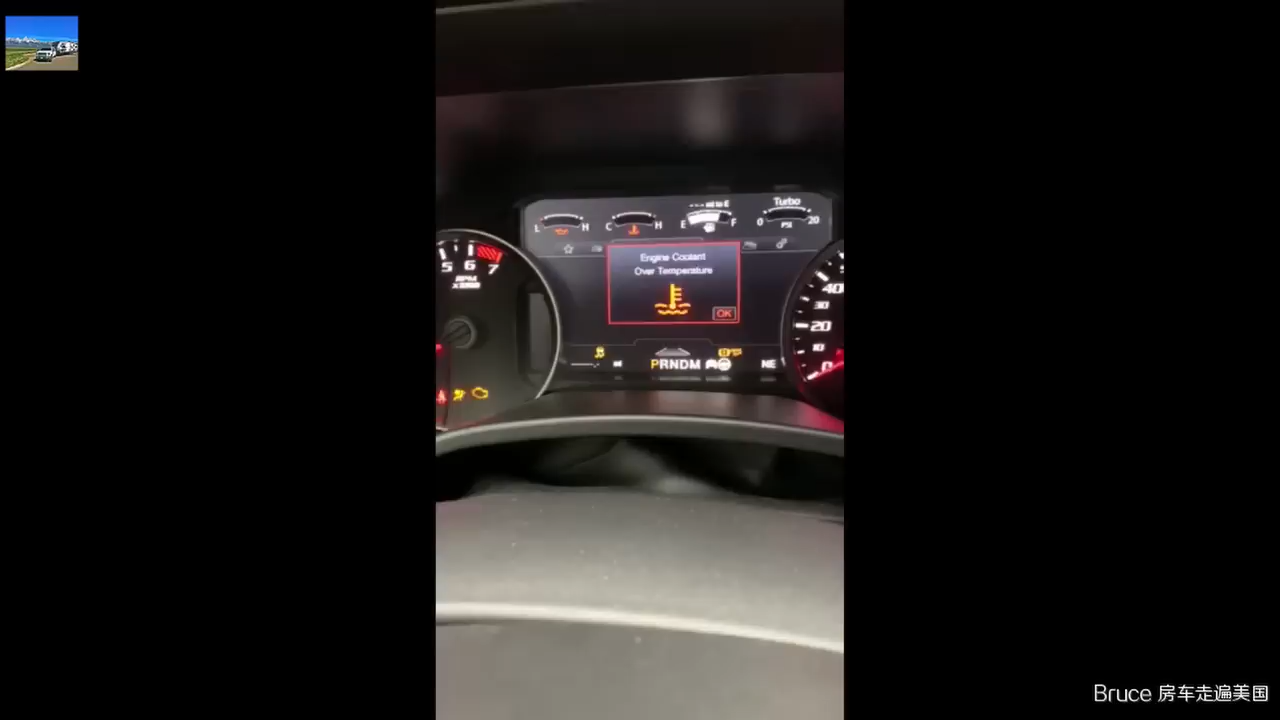 L H C H E F
Turbo
0 20
PSI
Engine Coolant
Over Temperature
OK
5 6 7
RPM
40
30
20
10
0
PRNDM
NE
Bruce 房车走遍美国